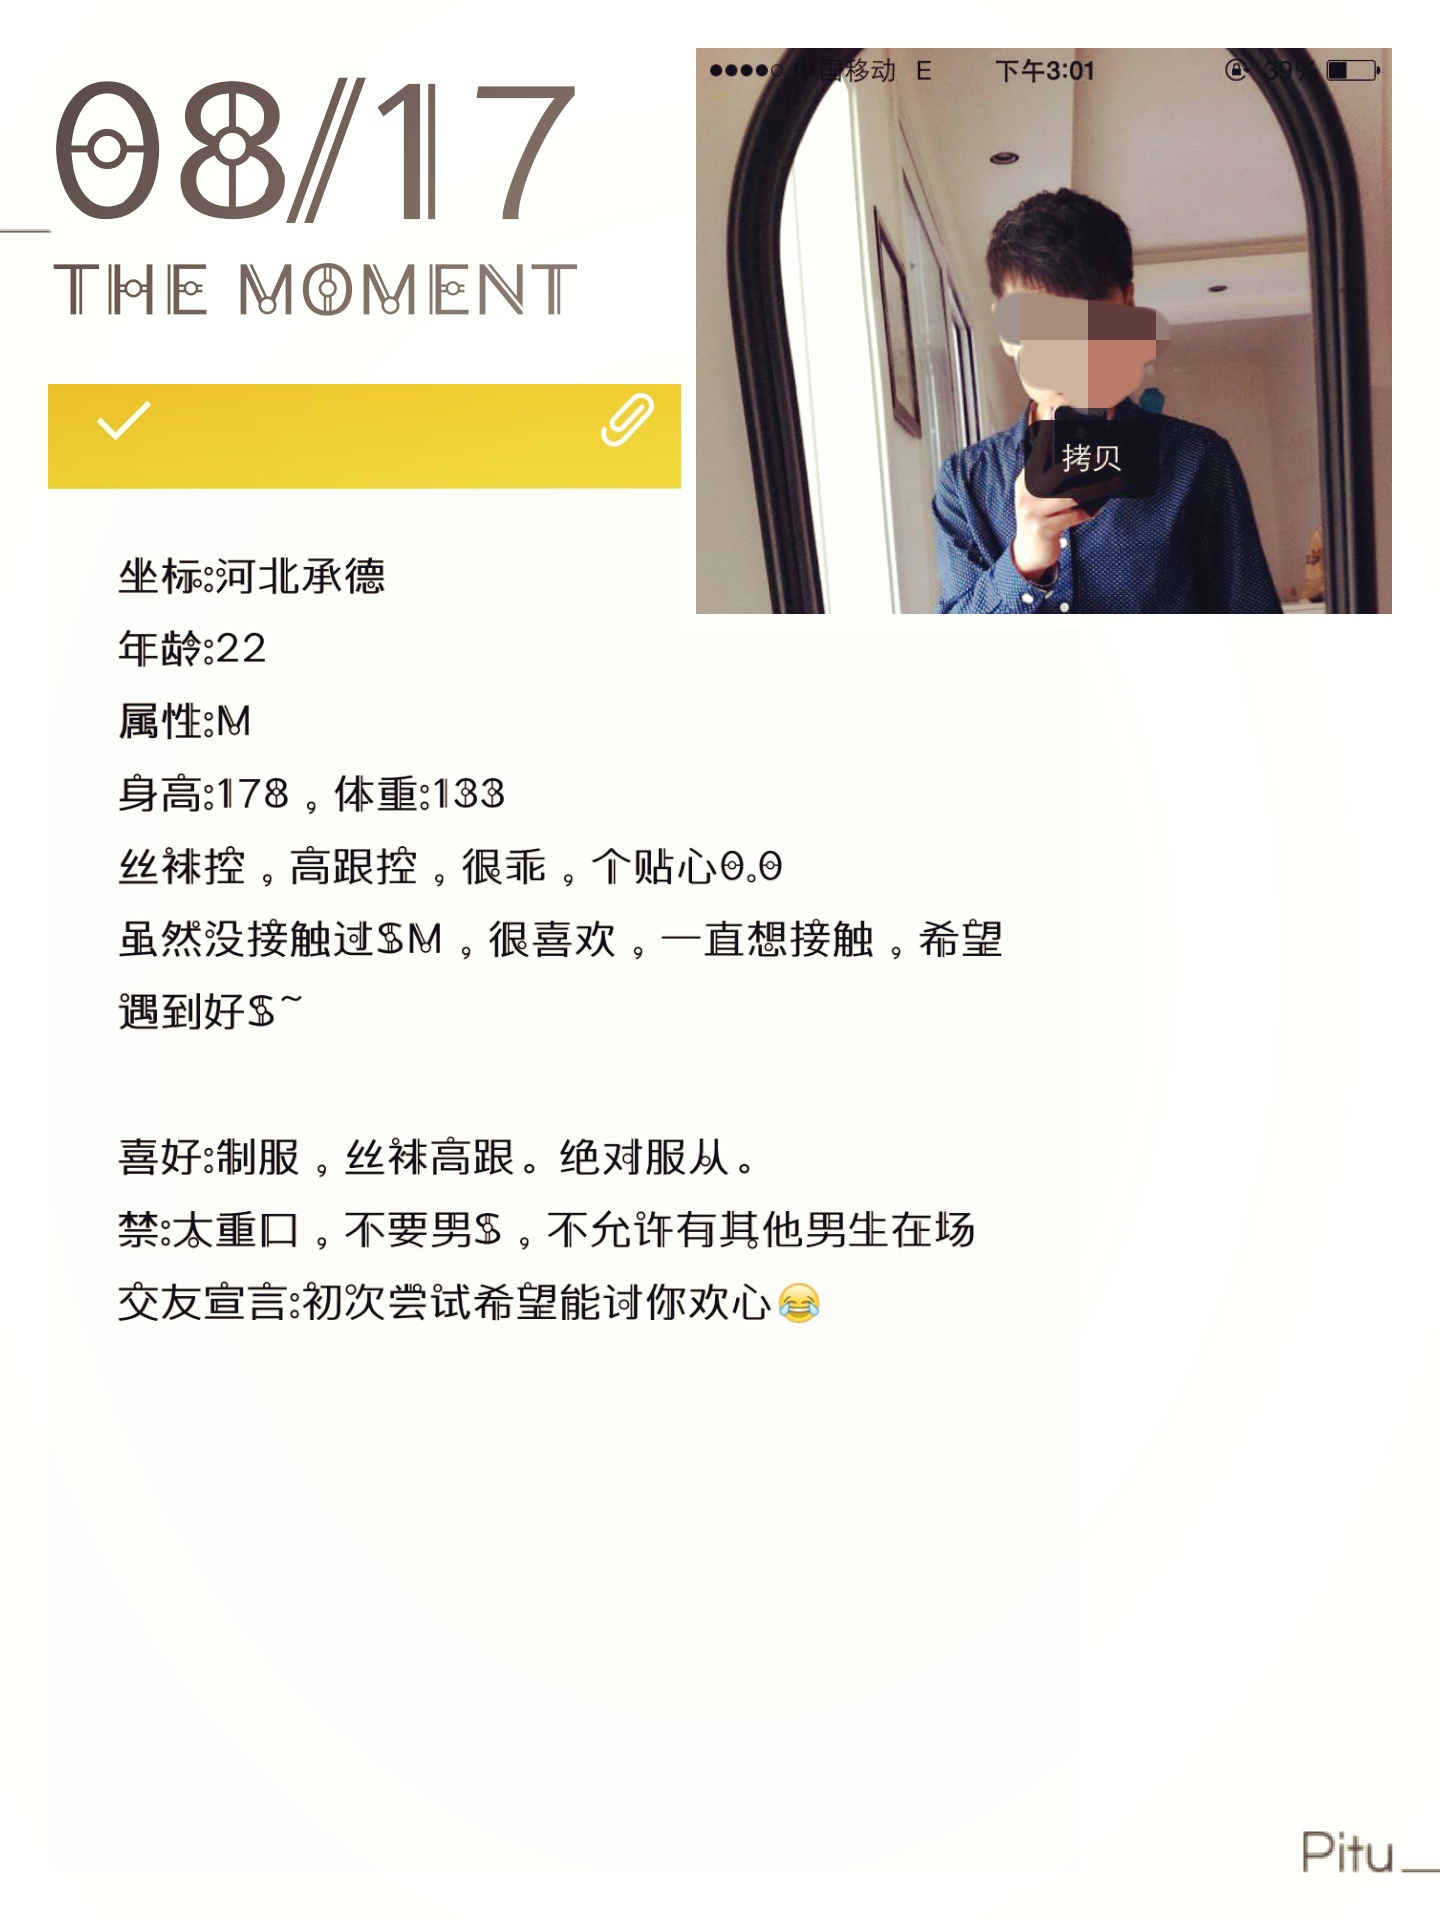 08/17
THE MOMENT
中国移动 E 下午3:01 39%
拷贝
坐标:河北承德
年龄:22
属性:M
身高:178，体重:133
丝袜控，高跟控，很乖，个贴心0.0
虽然没接触过SM，很喜欢，一直想接触，希望
遇到好S~
喜好:制服，丝袜高跟。绝对服从。
禁:太重口，不要男S，不允许有其他男生在场
交友宣言:初次尝试希望能讨你欢心😂
Pitu